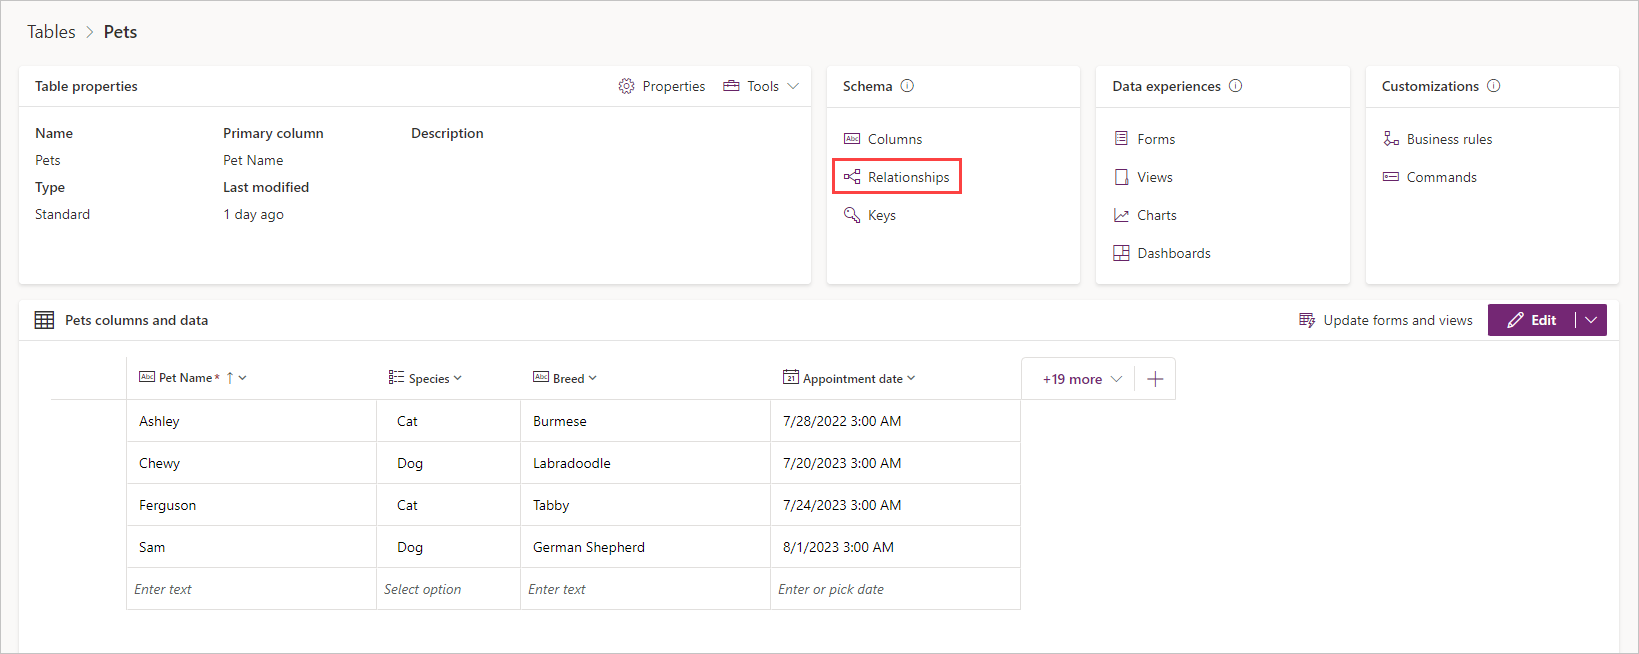 Tables > Pets
Table properties
Properties
Tools
Name
Primary column
Description
Pets
Pet Name
Type
Last modified
Standard
1 day ago
Schema
Columns
Relationships
Keys
Data experiences
Forms
Views
Charts
Dashboards
Customizations
Business rules
Commands
Pets columns and data
Update forms and views
Edit
Abc Pet Name* ↑
Species
Abc Breed
21 Appointment date
+19 more
Ashley Cat Burmese 7/28/2022 3:00 AM
Chewy Dog Labradoodle 7/20/2023 3:00 AM
Ferguson Cat Tabby 7/24/2023 3:00 AM
Sam Dog German Shepherd 8/1/2023 3:00 AM
Enter text Select option Enter text Enter or pick date